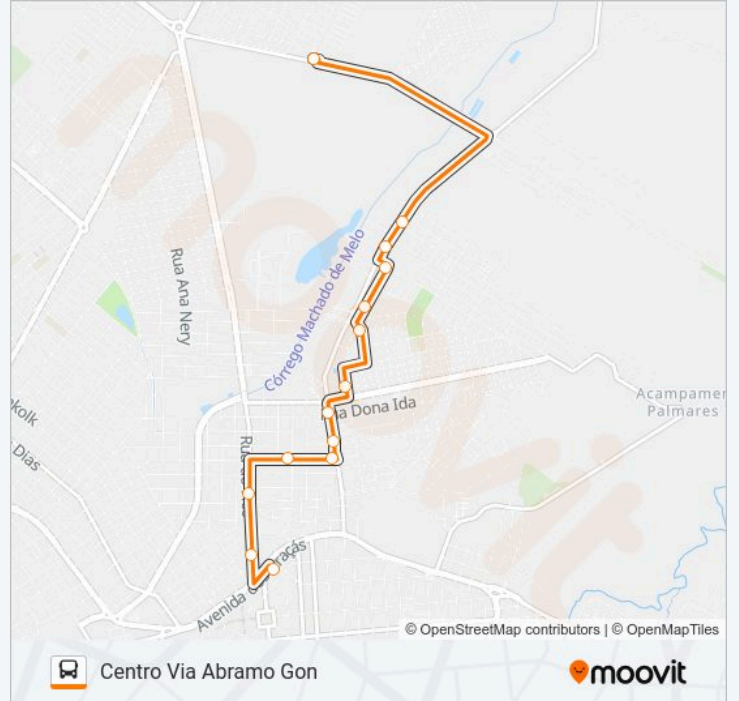 Rua Ana Nery
Córrego Machado de Melo
Acampamen
Palmares
okolk
Dias
Dona Ida
Avenida
© OpenStreetMap contributors | © OpenMapTiles
Centro Via Abramo Gon
moovit